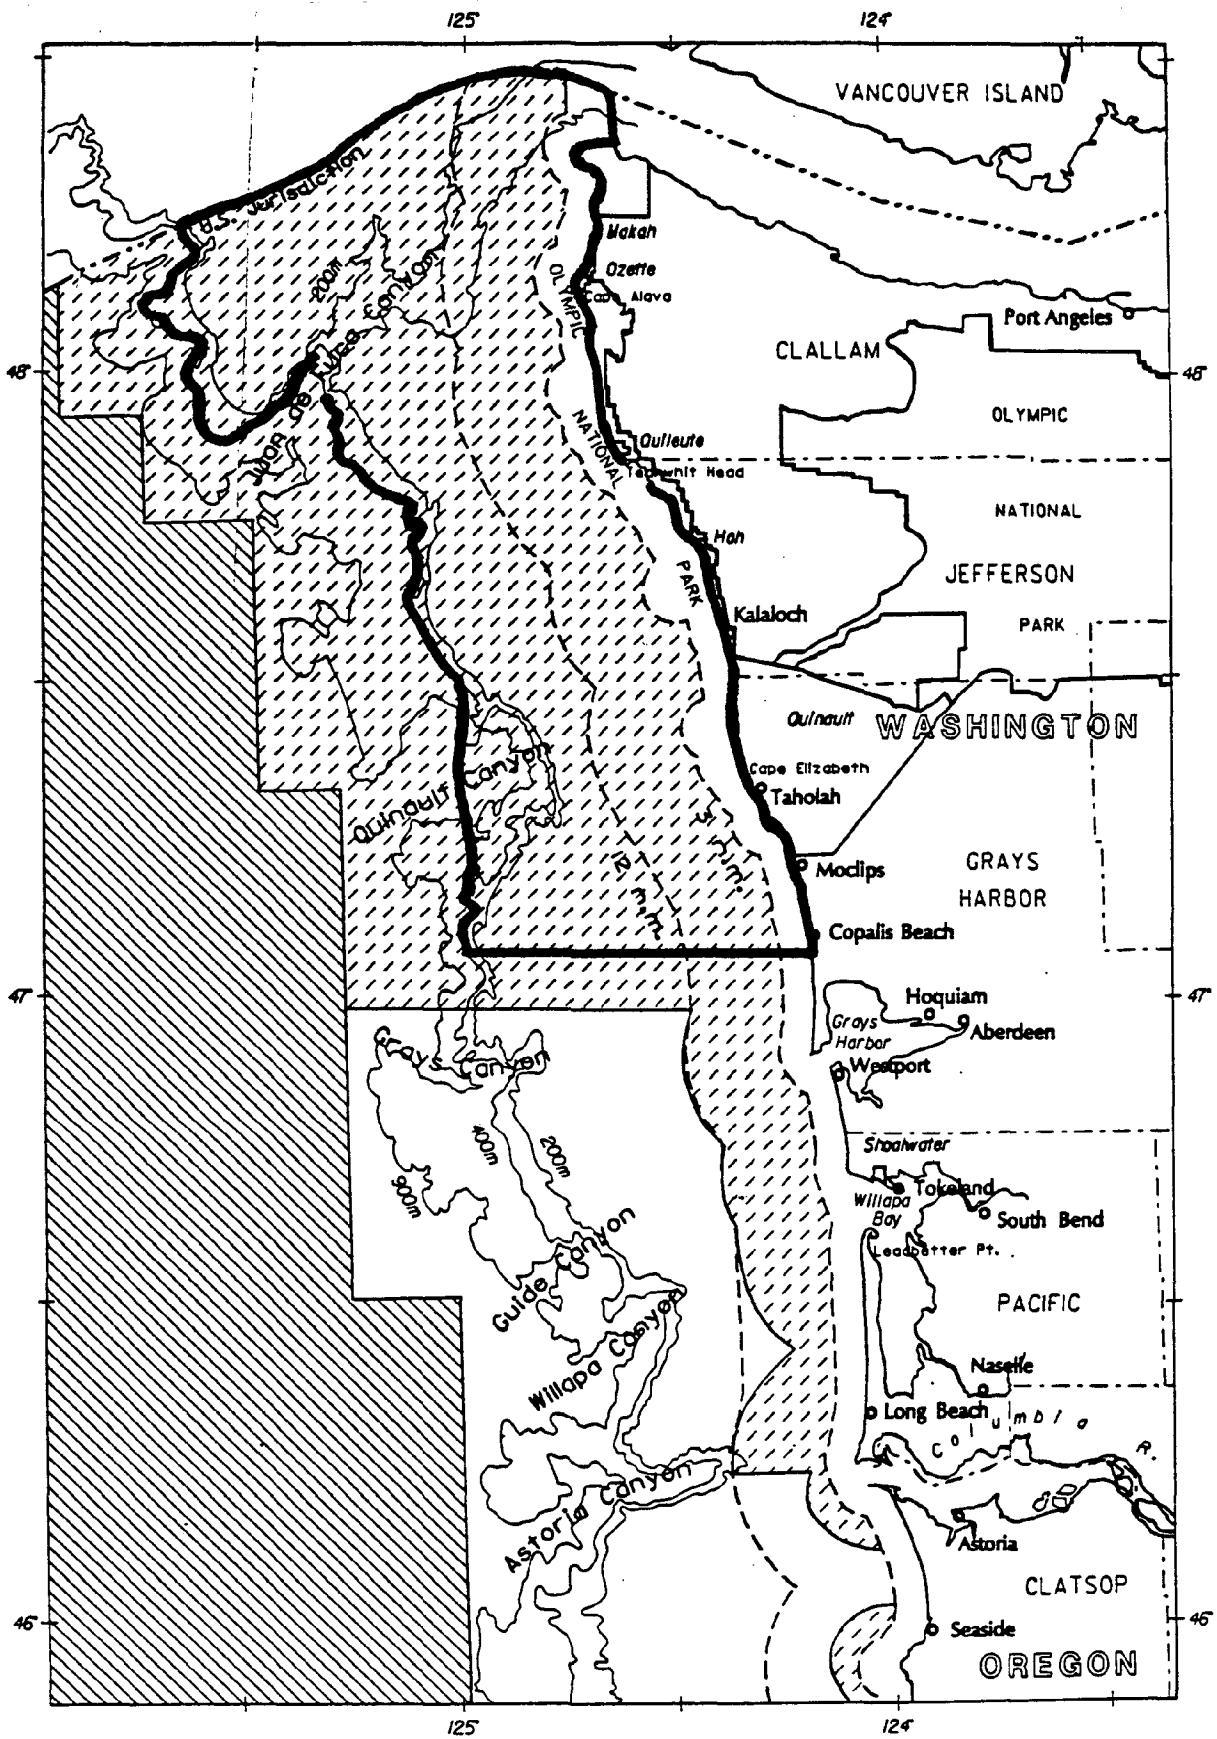 125°
124°
VANCOUVER ISLAND
U.S. Jurisdiction
Makah
OLYMPIC
Ozette
200m
Juan de Fuca Canyon
Cape Alava
Port Angeles
CLALLAM
48°
48°
OLYMPIC
NATIONAL
Quileute
Teahwhit Head
NATIONAL
Hoh
JEFFERSON
PARK
Kalaloch
PARK
Quinault
WASHINGTON
Quinault Canyon
Cape Elizabeth
Taholah
3 n.m.
12 n.m.
Moclips
GRAYS
HARBOR
Copalis Beach
47°
47°
Hoquiam
Grays
Harbor
Aberdeen
Grays Canyon
Westport
400m
200m
Shoalwater
900m
Tokeland
Willapa
Bay
South Bend
Guide Canyon
Leadbetter Pt.
PACIFIC
Willapa Canyon
Naselle
Long Beach
Columbia R.
Astoria Canyon
Astoria
CLATSOP
46°
46°
Seaside
OREGON
125°
124°